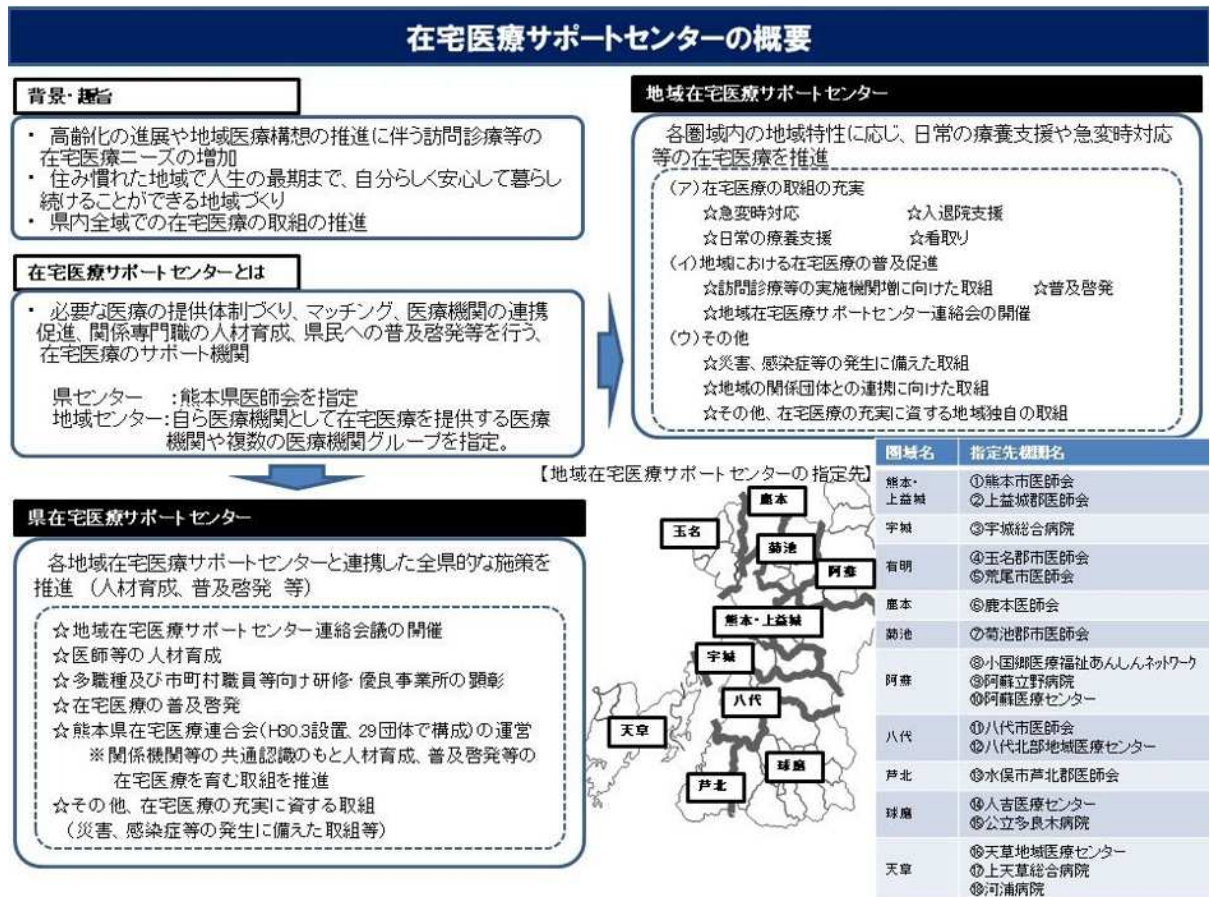 在宅医療サポートセンターの概要
背景・趣旨
・ 高齢化の進展や地域医療構想の推進に伴う訪問診療等の
在宅医療ニーズの増加
・ 住み慣れた地域で人生の最期まで、自分らしく安心して暮らし
続けることができる地域づくり
・ 県内全域での在宅医療の取組の推進
在宅医療サポートセンターとは
・ 必要な医療の提供体制づくり、マッチング、医療機関の連携
促進、関係専門職の人材育成、県民への普及啓発等を行う、
在宅医療のサポート機関
県センター :熊本県医師会を指定
地域センター:自ら医療機関として在宅医療を提供する医療
機関や複数の医療機関グループを指定。
県在宅医療サポートセンター
各地域在宅医療サポートセンターと連携した全県的な施策を
推進 (人材育成、普及啓発 等)
☆地域在宅医療サポートセンター連絡会議の開催
☆医師等の人材育成
☆多職種及び市町村職員等向け研修・優良事業所の顕彰
☆在宅医療の普及啓発
☆熊本県在宅医療連合会(H30.3設置、29団体で構成)の運営
※関係機関等の共通認識のもと人材育成、普及啓発等の
在宅医療を育む取組を推進
☆その他、在宅医療の充実に資する取組
(災害、感染症等の発生に備えた取組等)
地域在宅医療サポートセンター
各圏域内の地域特性に応じ、日常の療養支援や急変時対応
等の在宅医療を推進
(ア)在宅医療の取組の充実
☆急変時対応 ☆入退院支援
☆日常の療養支援 ☆看取り
(イ)地域における在宅医療の普及促進
☆訪問診療等の実施機関増に向けた取組 ☆普及啓発
☆地域在宅医療サポートセンター連絡会の開催
(ウ)その他
☆災害、感染症等の発生に備えた取組
☆地域の関係団体との連携に向けた取組
☆その他、在宅医療の充実に資する地域独自の取組
【地域在宅医療サポートセンターの指定先】
鹿本
玉名
菊池
阿蘇
熊本・上益城
宇城
八代
天草
球磨
芦北
圏域名 指定先機関名
熊本・
上益城
①熊本市医師会
②上益城郡医師会
宇城 ③宇城総合病院
有明
④玉名郡市医師会
⑤荒尾市医師会
鹿本 ⑥鹿本医師会
菊池 ⑦菊池郡市医師会
阿蘇
⑧小国郷医療福祉あんしんネットワーク
⑨阿蘇立野病院
⑩阿蘇医療センター
八代
⑪八代市医師会
⑫八代北部地域医療センター
芦北 ⑬水俣市芦北郡医師会
球磨
⑭人吉医療センター
⑮公立多良木病院
天草
⑯天草地域医療センター
⑰上天草総合病院
⑱河浦病院